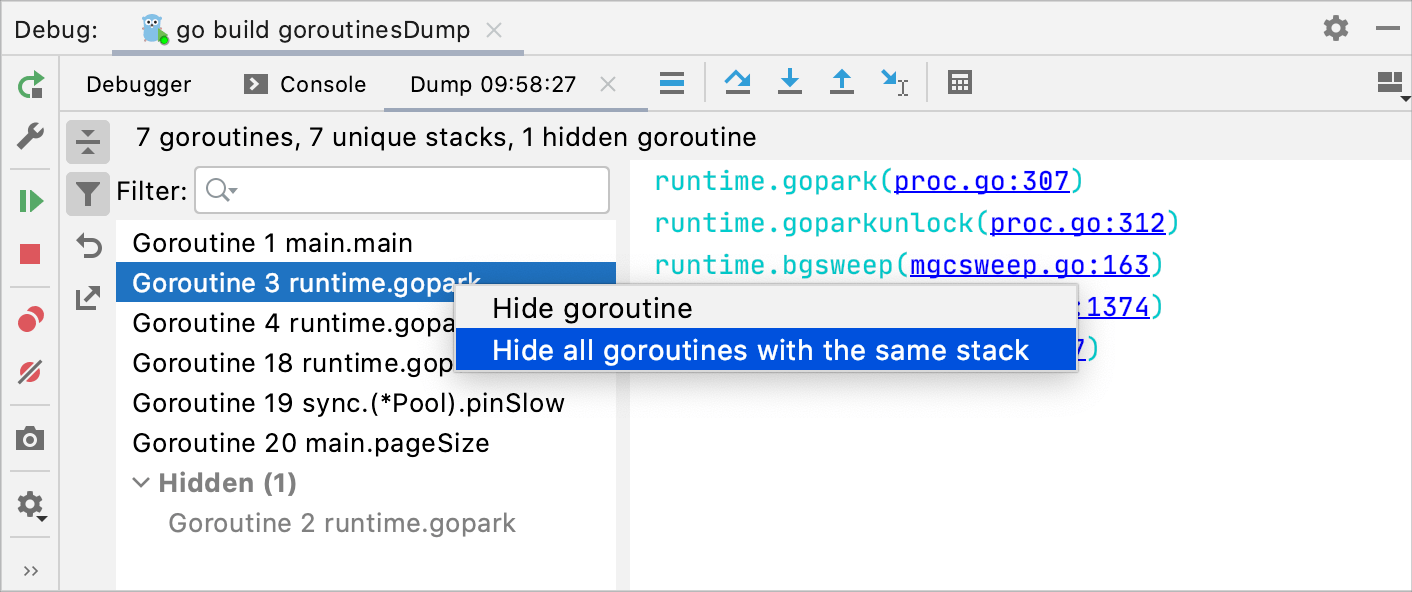 Debug: go build goroutinesDump
Debugger Console Dump 09:58:27
7 goroutines, 7 unique stacks, 1 hidden goroutine
Filter:
Goroutine 1 main.main
Goroutine 3 runtime.gopark
Goroutine 4 runtime.gopa
Goroutine 18 runtime.gop
Goroutine 19 sync.(*Pool).pinSlow
Goroutine 20 main.pageSize
Hidden (1)
Goroutine 2 runtime.gopark
runtime.gopark(proc.go:307)
runtime.goparkunlock(proc.go:312)
runtime.bgsweep(mgcsweep.go:163)
:1374)
7)
Hide goroutine
Hide all goroutines with the same stack